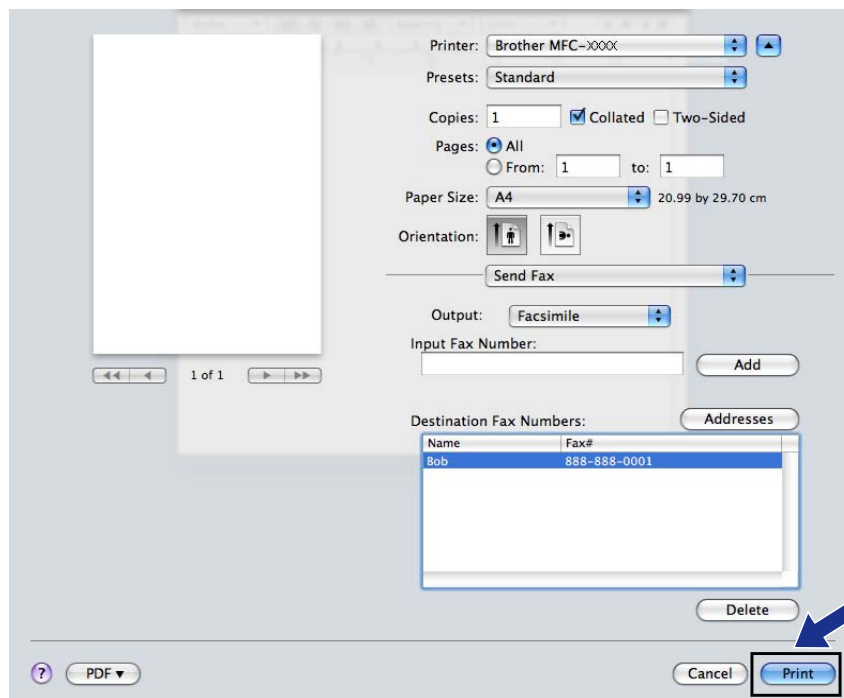 Printer: Brother MFC-XXXX
Presets: Standard
Copies: 1 Collated Two-Sided
Pages: All
From: 1 to: 1
Paper Size: A4 20.99 by 29.70 cm
Orientation:
Send Fax
Output: Facsimile
Input Fax Number:
Add
1 of 1
Destination Fax Numbers: Addresses
Name Fax#
Bob 888-888-0001
Delete
? PDF▼ Cancel Print